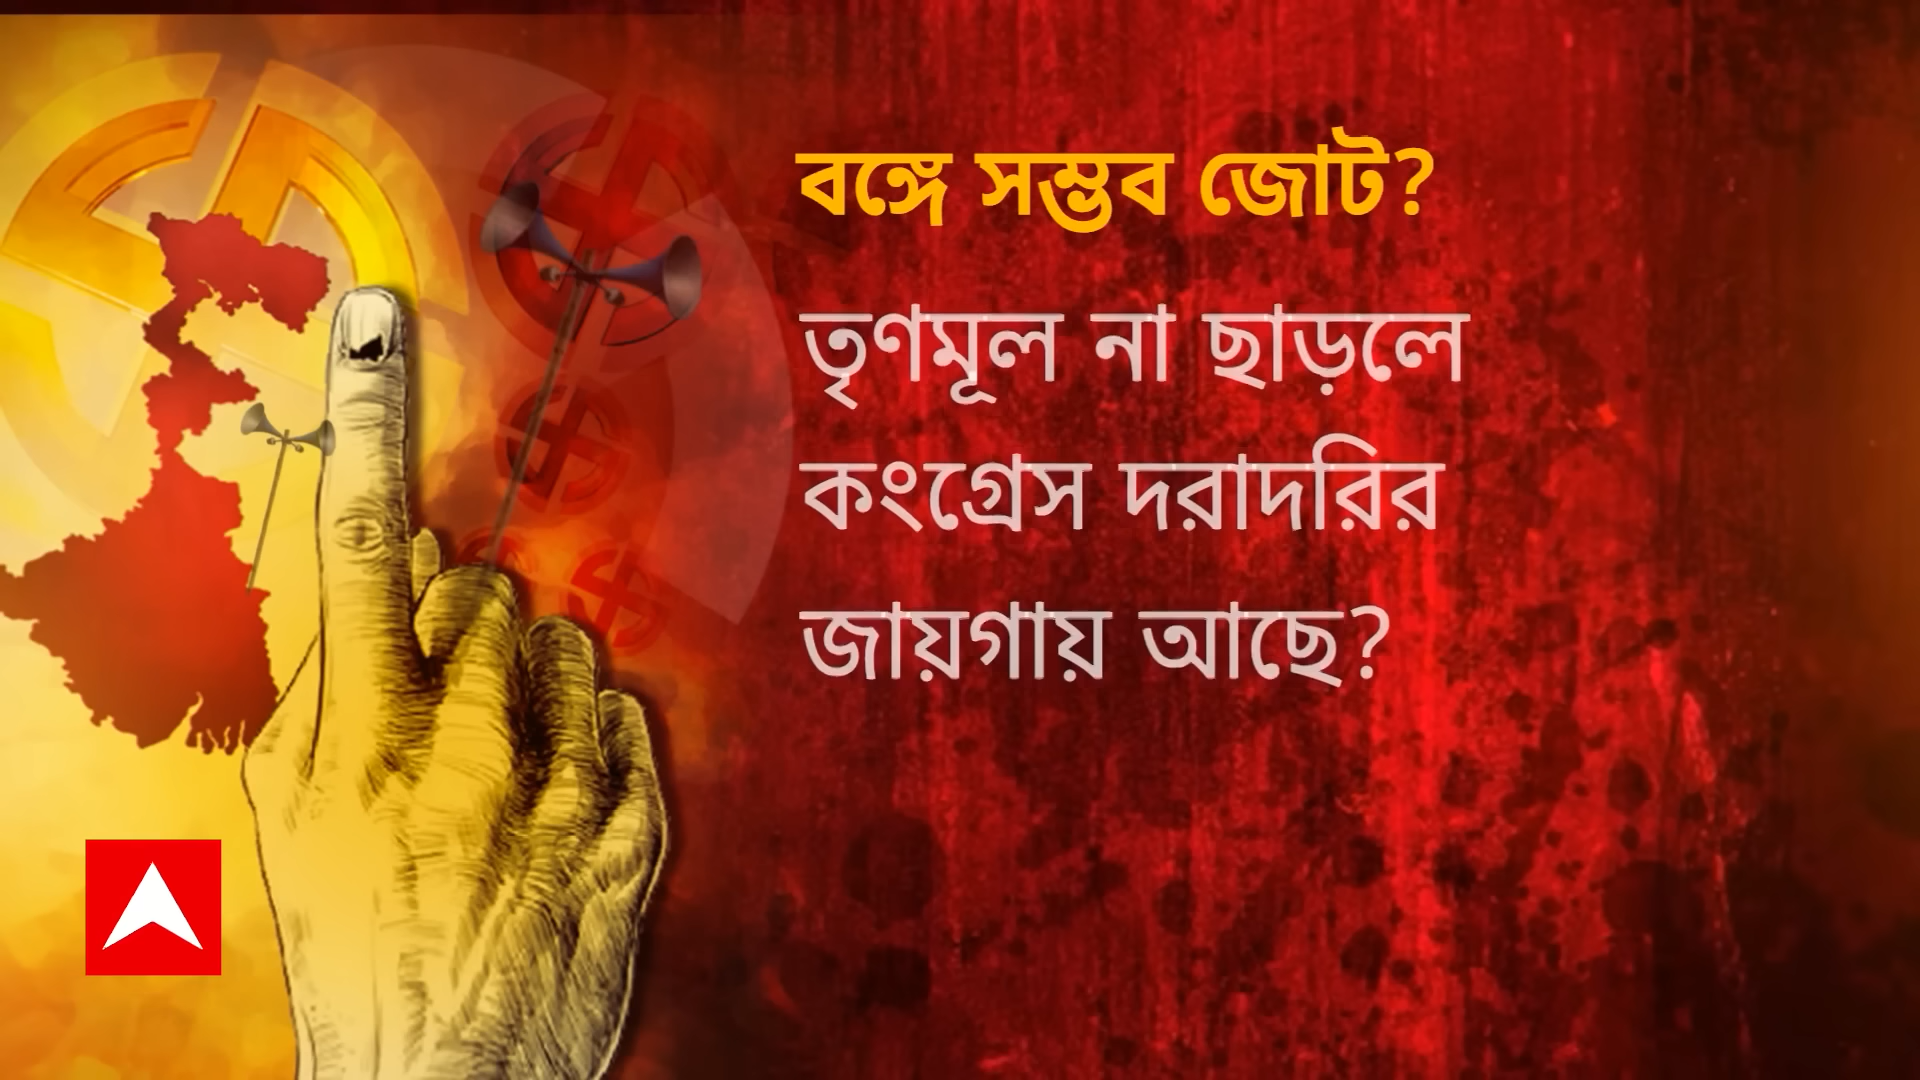 বঙ্গে সম্ভব জোট?
তৃণমূল না ছাড়লে
কংগ্রেস দরাদরির
জায়গায় আছে?